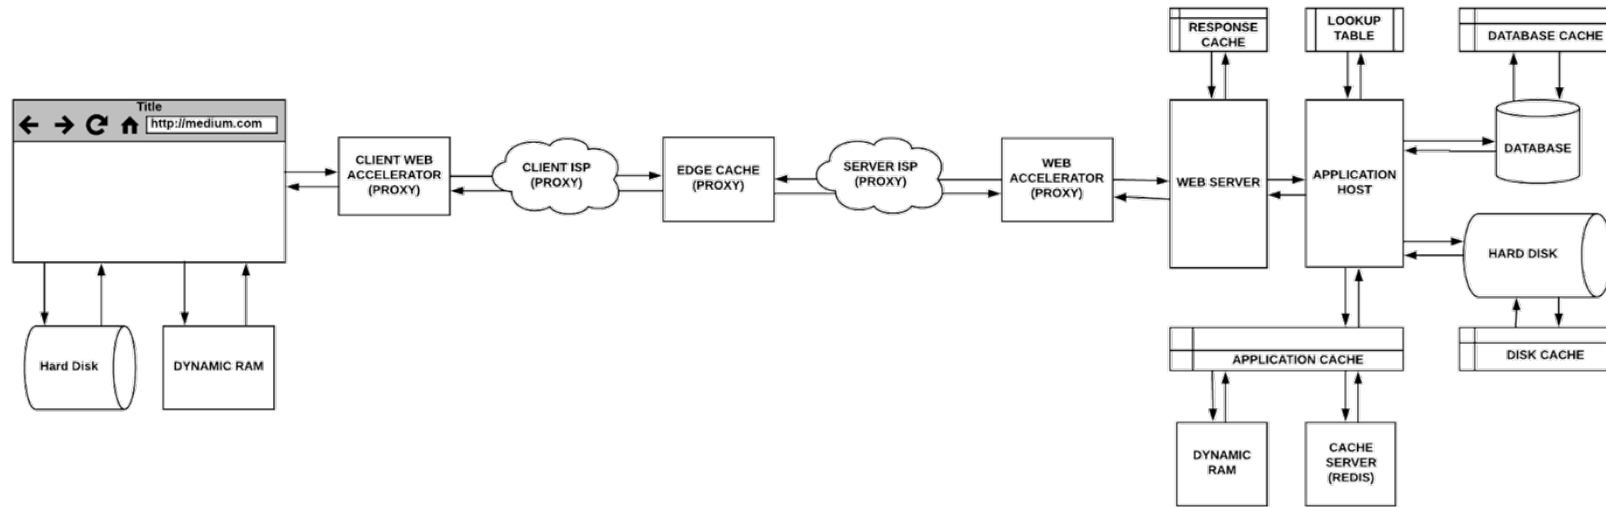 Title
http://medium.com
Hard Disk
DYNAMIC RAM
CLIENT WEB
ACCELERATOR
(PROXY)
CLIENT ISP
(PROXY)
EDGE CACHE
(PROXY)
SERVER ISP
(PROXY)
WEB
ACCELERATOR
(PROXY)
RESPONSE
CACHE
WEB SERVER
LOOKUP
TABLE
APPLICATION
HOST
DATABASE CACHE
DATABASE
HARD DISK
DISK CACHE
APPLICATION CACHE
DYNAMIC
RAM
CACHE
SERVER
(REDIS)